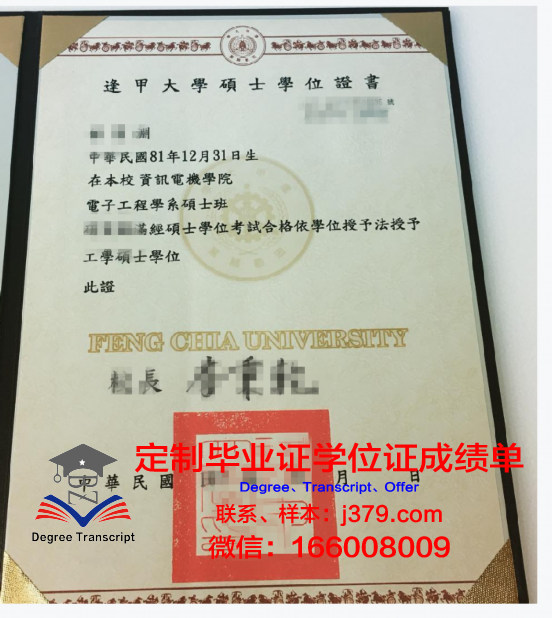 逢甲大學碩士學位證書
號
中華民國81年12月31日生
在本校 資訊電機學院
電子工程學系碩士班
經碩士學位考試合格依學位授予法授予
工學碩士學位
此證
FENG CHIA UNIVERSITY
校長
中華民國 月 日
定制毕业证学位证成绩单
Degree、Transcript、Offer
联系、样本：j379.com
微信：166008009
Degree Transcript